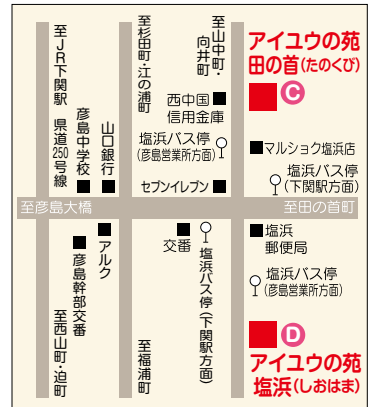 至JR下関駅 県道250号線
至杉田町・江の浦町
至山中町・
向井町
アイユウの苑
田の首(たのくび)
C
西中国
信用金庫
塩浜バス停
(彦島営業所方面)
マルショク塩浜店
塩浜バス停
(下関駅方面)
彦島中学校
山口銀行
セブンイレブン
至彦島大橋
至田の首町
彦島幹部交番
アルク
交番
塩浜バス停(下関駅方面)
塩浜
郵便局
塩浜バス停
(彦島営業所方面)
至西山町・迫町
至福浦町
D
アイユウの苑
塩浜(しおはま)